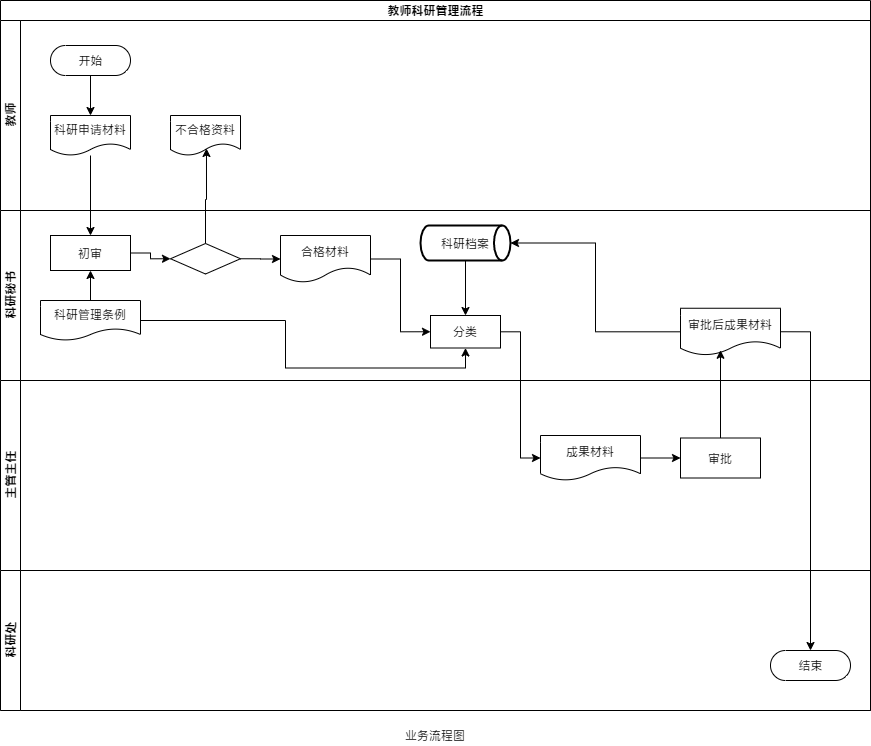 教师科研管理流程
教师
开始
科研申请材料
不合格资料
科研秘书
初审
合格材料
科研档案
科研管理条例
分类
审批后成果材料
主管主任
成果材料
审批
科研处
结束
业务流程图